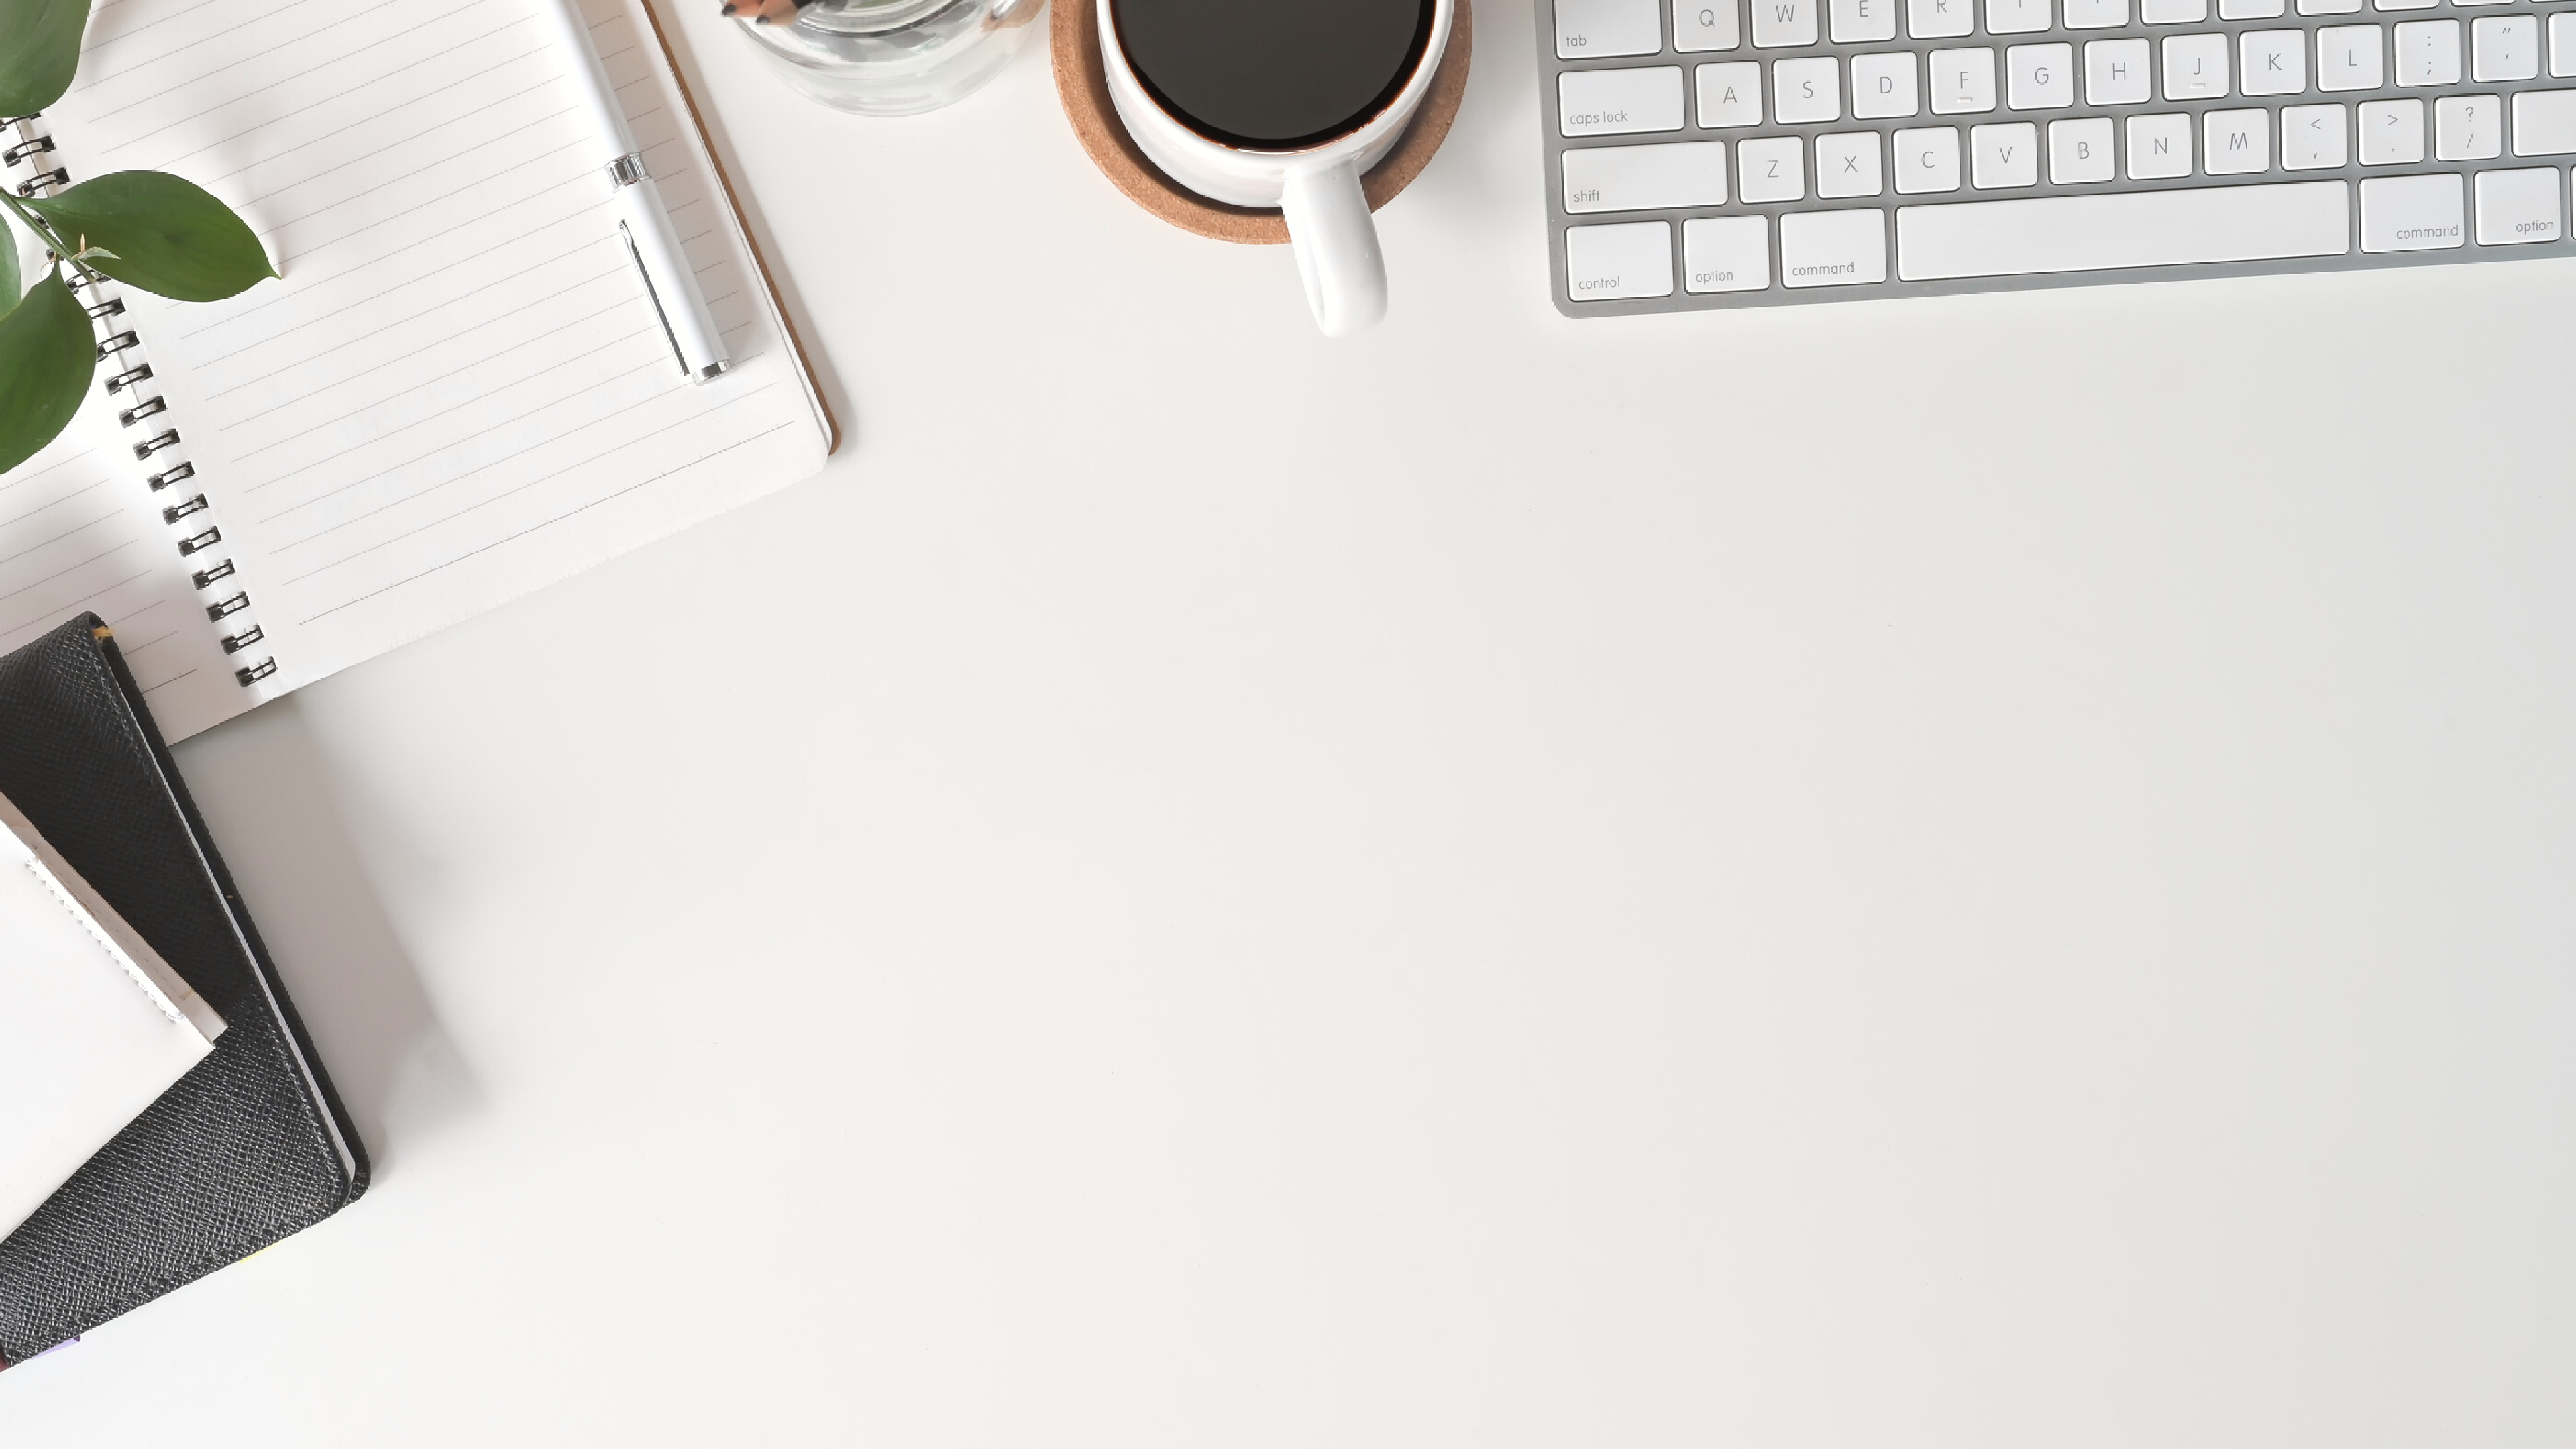 tab Q W E R
caps lock A S D F G H J K L : ; " '
shift Z X C V B N M < , > . ? /
control option command command option